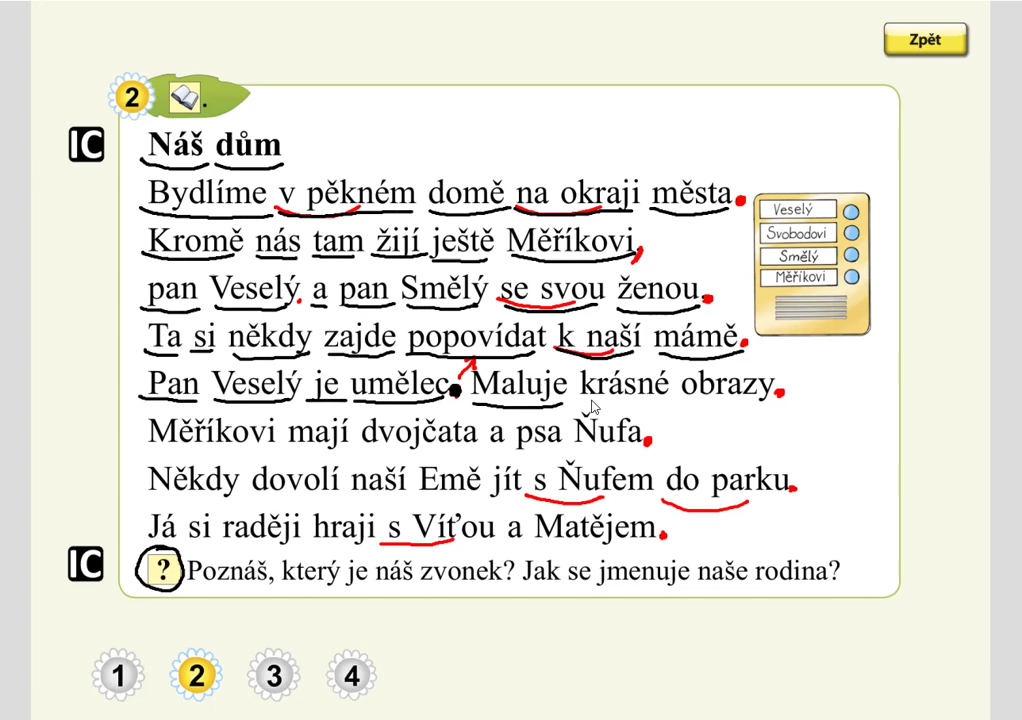 Zpět
2 .
IC
Náš dům
Bydlíme v pěkném domě na okraji města.
Kromě nás tam žijí ještě Měříkovi,
pan Veselý a pan Smělý se svou ženou.
Ta si někdy zajde popovídat k naší mámě.
Pan Veselý je umělec. Maluje krásné obrazy.
Měříkovi mají dvojčata a psa Ňufa.
Někdy dovolí naší Emě jít s Ňufem do parku.
Já si raději hraji s Víťou a Matějem.
IC
? Poznáš, který je náš zvonek? Jak se jmenuje naše rodina?
Veselý
Svobodovi
Smělý
Měříkovi
1 2 3 4